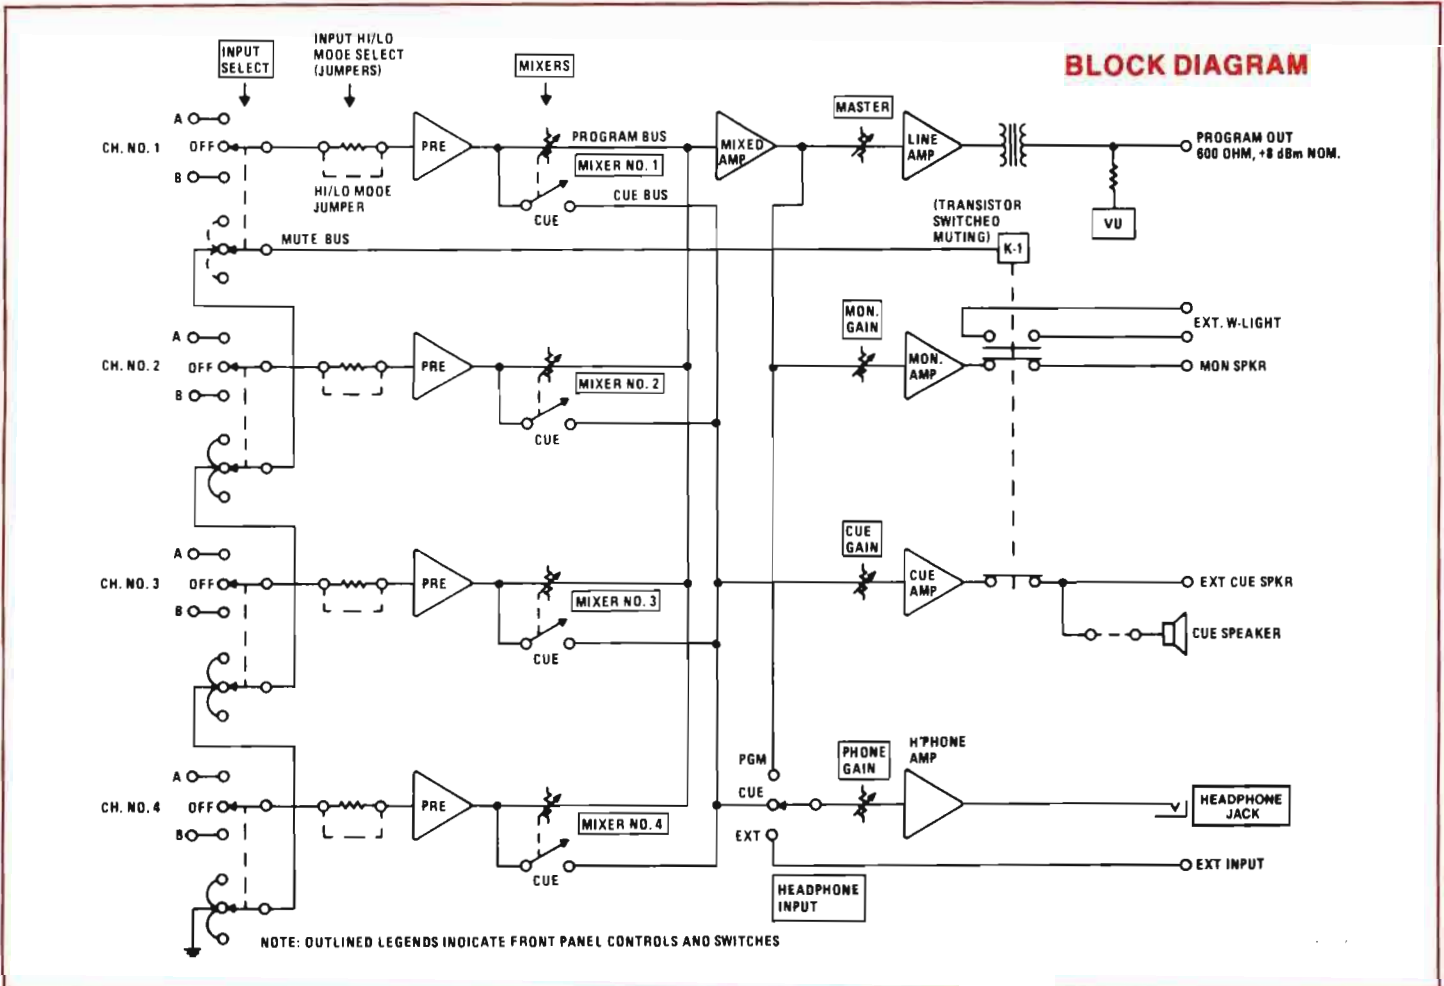 BLOCK DIAGRAM
INPUT
SELECT
INPUT HI/LO
MODE SELECT
(JUMPERS)
MIXERS
MASTER
A
CH. NO. 1
OFF
B
PRE
HI/LO MODE
JUMPER
PROGRAM BUS
MIXER NO. 1
CUE BUS
CUE
MIXED
AMP
LINE
AMP
PROGRAM OUT
600 OHM, +8 dBm NOM.
VU
(TRANSISTOR
SWITCHED
MUTING)
K-1
MUTE BUS
A
CH. NO. 2
OFF
B
PRE
MIXER NO. 2
CUE
MON.
GAIN
MON.
AMP
EXT. W-LIGHT
MON SPKR
A
CH. NO. 3
OFF
B
PRE
MIXER NO. 3
CUE
CUE
GAIN
CUE
AMP
EXT CUE SPKR
CUE SPEAKER
A
CH. NO. 4
OFF
B
PRE
MIXER NO. 4
CUE
PGM
CUE
EXT
PHONE
GAIN
H'PHONE
AMP
HEADPHONE
JACK
EXT INPUT
HEADPHONE
INPUT
NOTE: OUTLINED LEGENDS INDICATE FRONT PANEL CONTROLS AND SWITCHES